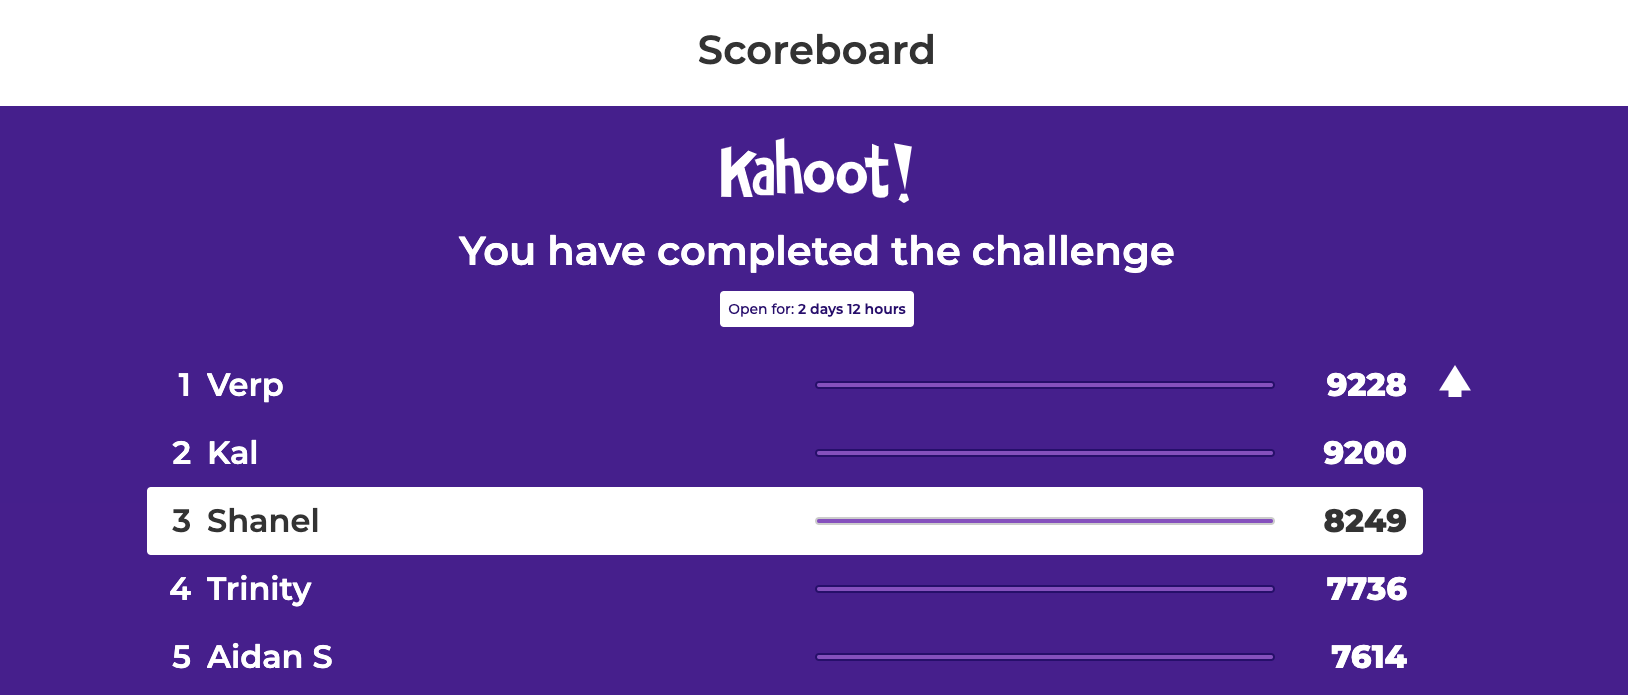 Scoreboard
Kahoot!
You have completed the challenge
Open for: 2 days 12 hours
1 Verp 9228
2 Kal 9200
3 Shanel 8249
4 Trinity 7736
5 Aidan S 7614